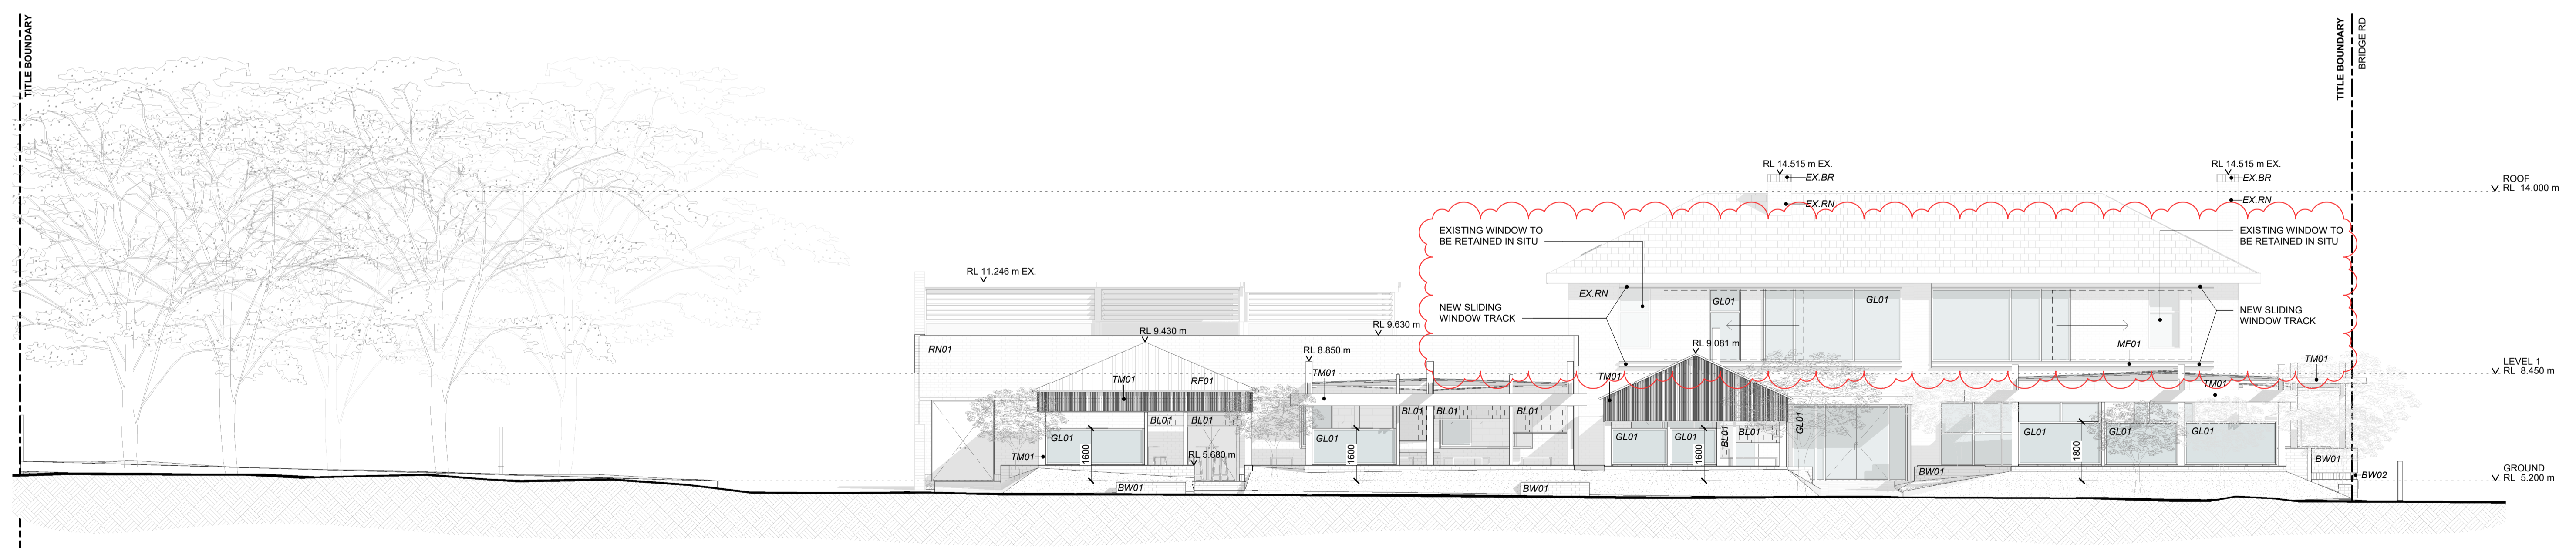 TITLE BOUNDARY
TITLE BOUNDARY
BRIDGE RD
RL 14.515 m EX.
EX.BR
RL 14.515 m EX.
EX.BR
ROOF
RL 14.000 m
EX.RN
EX.RN
EXISTING WINDOW TO
BE RETAINED IN SITU
EXISTING WINDOW TO
BE RETAINED IN SITU
RL 11.246 m EX.
EX.RN
GL01
GL01
NEW SLIDING
WINDOW TRACK
NEW SLIDING
WINDOW TRACK
RL 9.430 m
RL 9.630 m
RN01
RL 8.850 m
RL 9.081 m
MF01
TM01
LEVEL 1
RL 8.450 m
TM01
RF01
TM01
TM01
TM01
BL01
BL01
BL01
BL01
BL01
GL01
GL01
1600
TM01
RL 5.680 m
GL01
1600
GL01
GL01
BL01
BL01
1600
GL01
GL01
GL01
1800
BW01
BW01
BW01
BW01
BW02
GROUND
RL 5.200 m